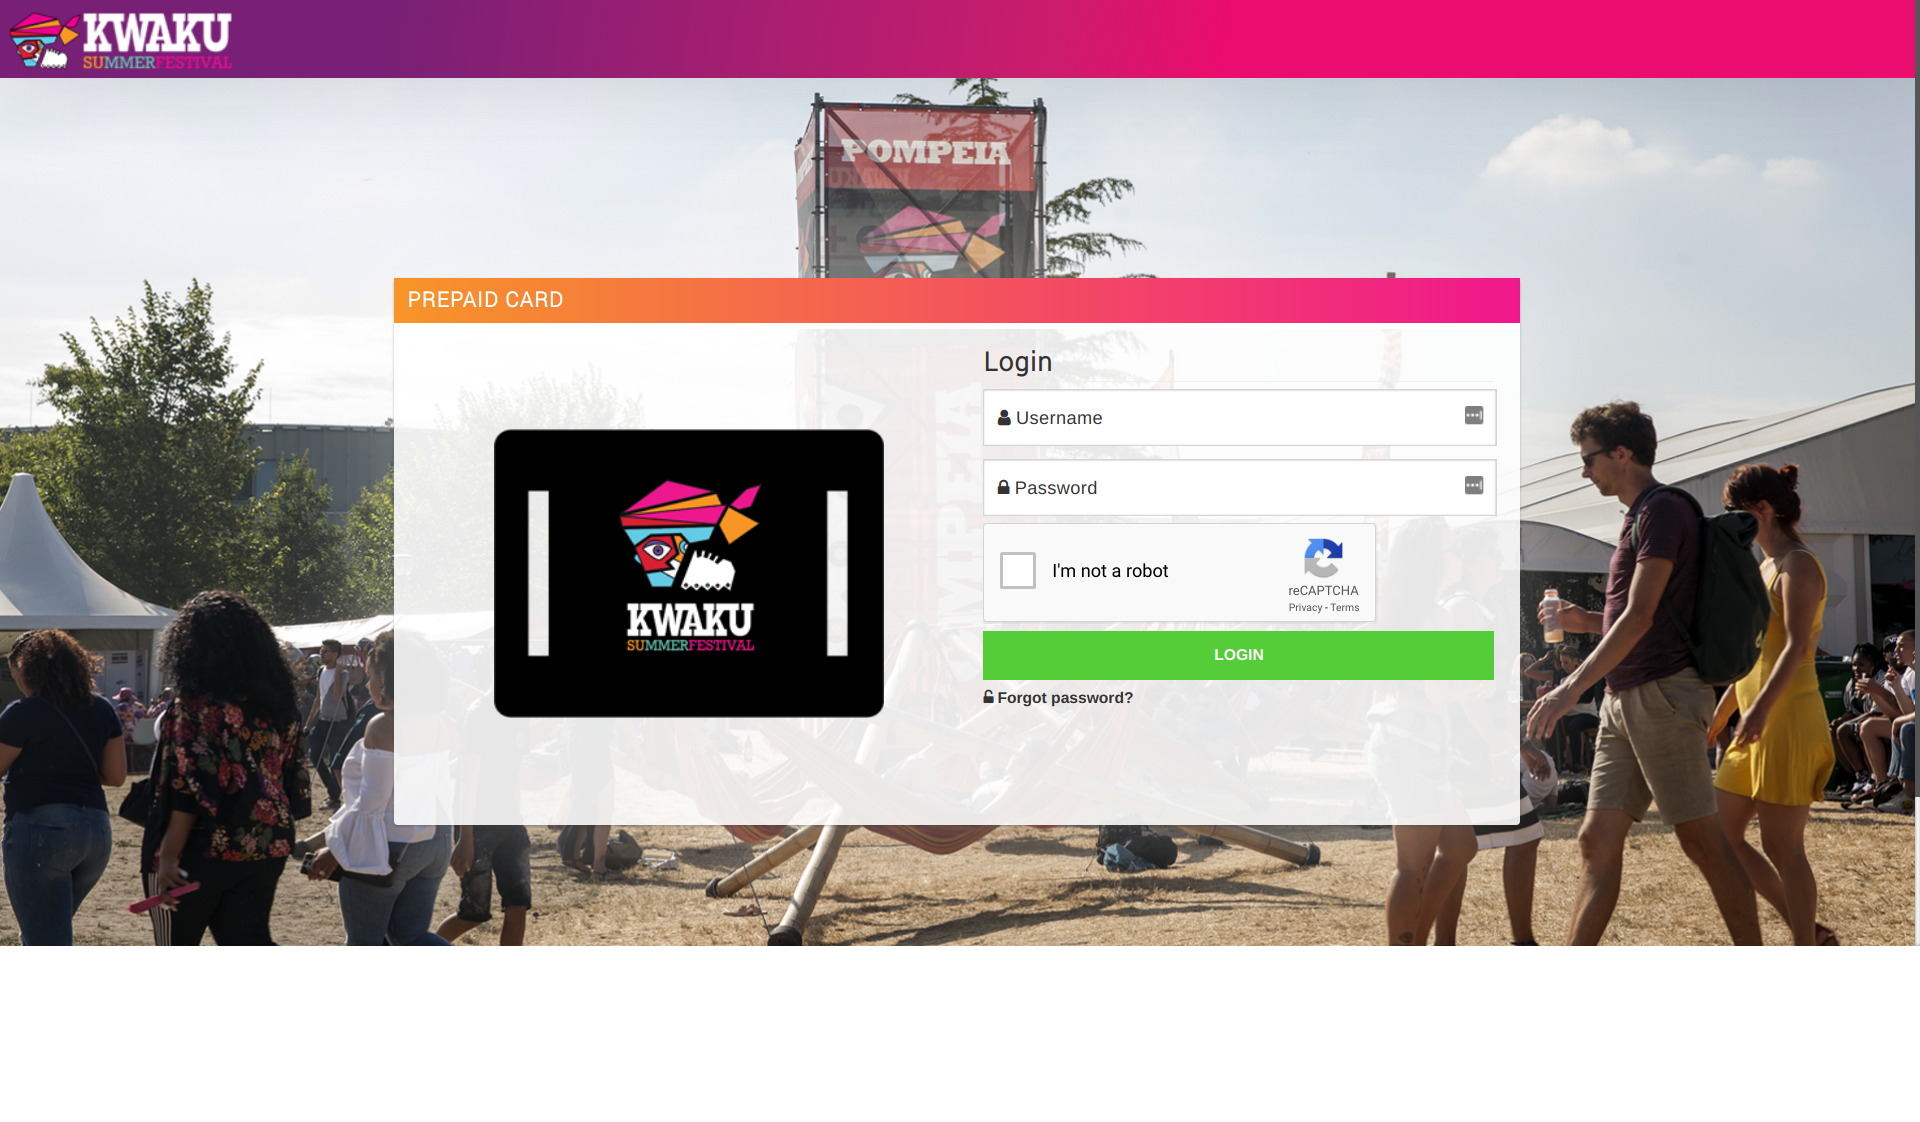 KWAKU
SUMMERFESTIVAL
POMPEIA
PREPAID CARD
Login
Username
Password
I'm not a robot
reCAPTCHA
Privacy - Terms
LOGIN
Forgot password?
KWAKU
SUMMERFESTIVAL